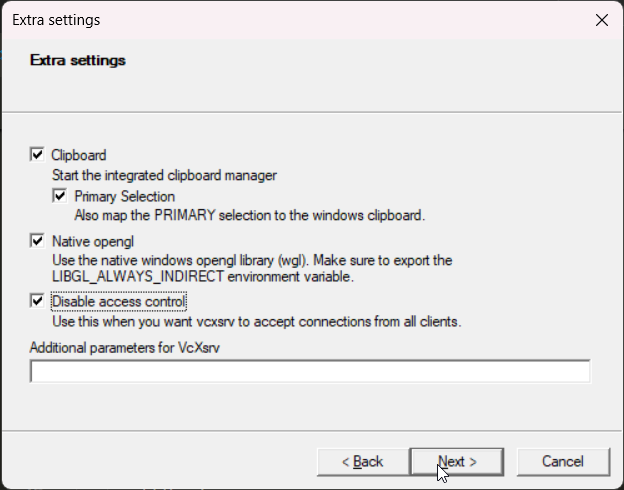 Extra settings
Extra settings
Clipboard
Start the integrated clipboard manager
Primary Selection
Also map the PRIMARY selection to the windows clipboard.
Native opengl
Use the native windows opengl library (wgl). Make sure to export the
LIBGL_ALWAYS_INDIRECT environment variable.
Disable access control
Use this when you want vcxsrv to accept connections from all clients.
Additional parameters for VcXsrv
< Back Next > Cancel